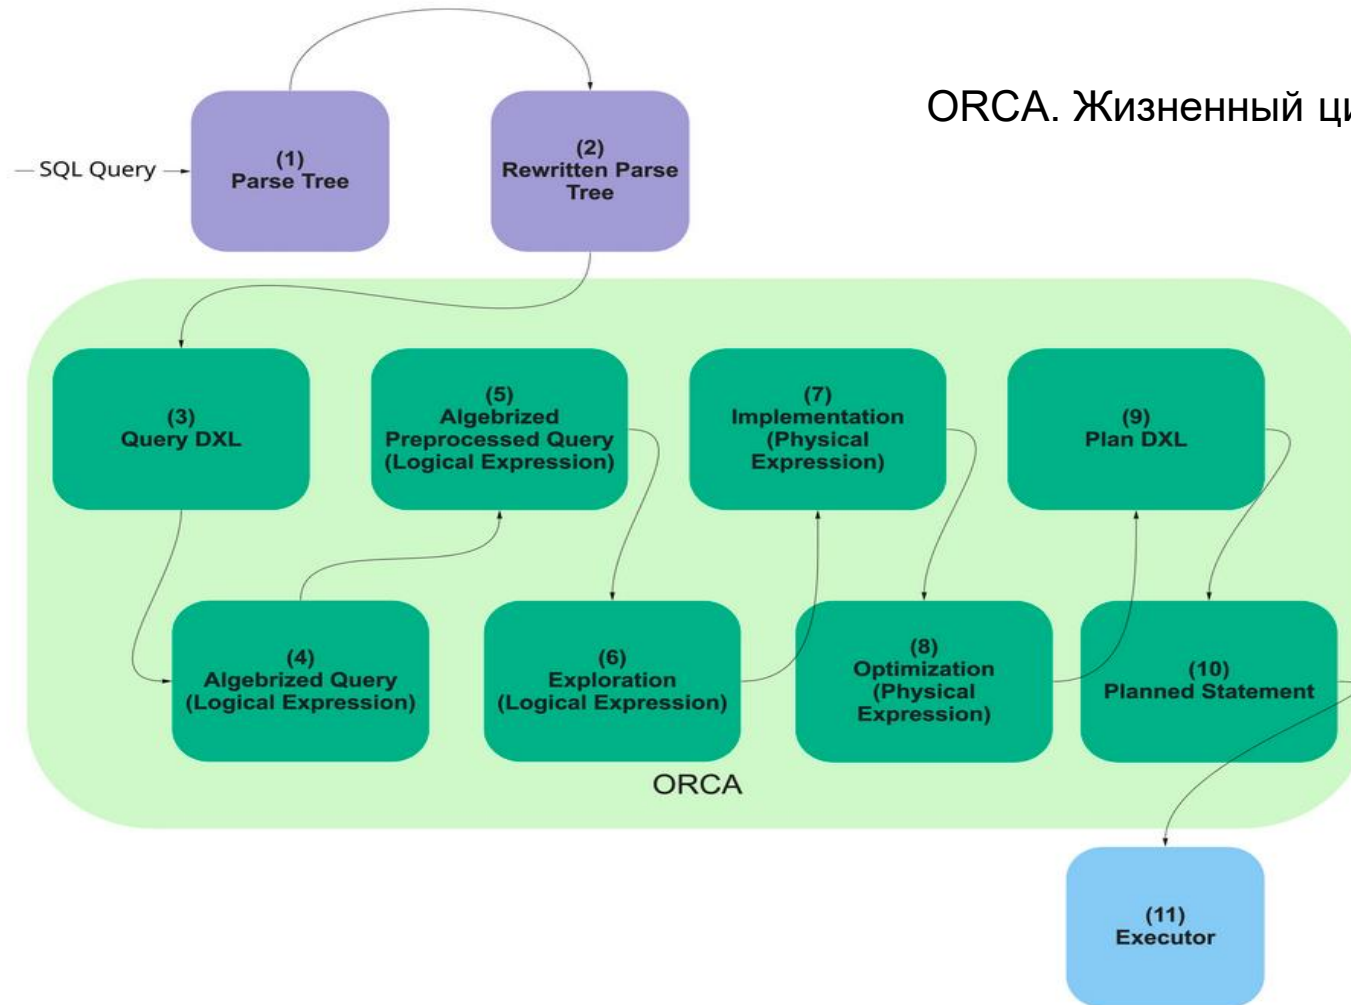 ORCA. Жизненный ци
SQL Query
(1)
Parse Tree
(2)
Rewritten Parse
Tree
(3)
Query DXL
(5)
Algebrized
Preprocessed Query
(Logical Expression)
(7)
Implementation
(Physical
Expression)
(9)
Plan DXL
(4)
Algebrized Query
(Logical Expression)
(6)
Exploration
(Logical Expression)
(8)
Optimization
(Physical
Expression)
(10)
Planned Statement
ORCA
(11)
Executor